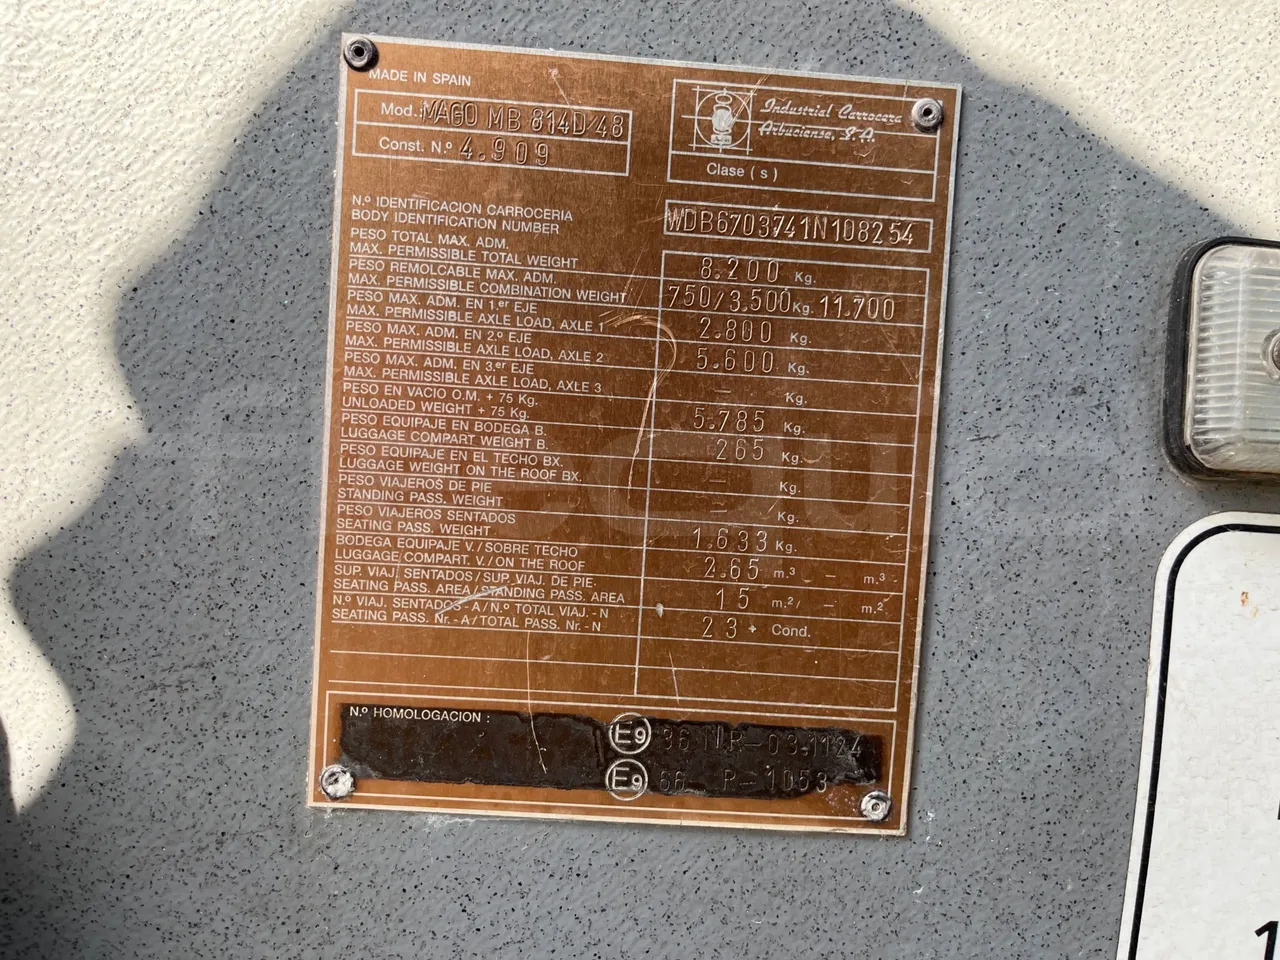 MADE IN SPAIN
Mod. MAGO MB 814D/48
Const. N.º 4.909
Industrial Carrocera
Arbuciense, S.A.
Clase ( s )
N.º IDENTIFICACION CARROCERIA
BODY IDENTIFICATION NUMBER
WDB6703741N108254
PESO TOTAL MAX. ADM.
MAX. PERMISSIBLE TOTAL WEIGHT
8.200 Kg.
PESO REMOLCABLE MAX. ADM.
MAX. PERMISSIBLE COMBINATION WEIGHT
750/3.500 Kg. 11.700
PESO MAX. ADM. EN 1.er EJE
MAX. PERMISSIBLE AXLE LOAD, AXLE 1
2.800 Kg.
PESO MAX. ADM. EN 2.º EJE
MAX. PERMISSIBLE AXLE LOAD, AXLE 2
5.600 Kg.
PESO MAX. ADM. EN 3.er EJE
MAX. PERMISSIBLE AXLE LOAD, AXLE 3
– Kg.
PESO EN VACIO O.M. + 75 Kg.
UNLOADED WEIGHT + 75 Kg.
5.785 Kg.
PESO EQUIPAJE EN BODEGA B.
LUGGAGE COMPART WEIGHT B.
265 Kg.
PESO EQUIPAJE EN EL TECHO BX.
LUGGAGE WEIGHT ON THE ROOF BX.
– Kg.
PESO VIAJEROS DE PIE
STANDING PASS. WEIGHT
– Kg.
PESO VIAJEROS SENTADOS
SEATING PASS. WEIGHT
1.633 Kg.
BODEGA EQUIPAJE V. / SOBRE TECHO
LUGGAGE COMPART. V. / ON THE ROOF
2.65 m.³ – m.³
SUP. VIAJ. SENTADOS / SUP. VIAJ. DE PIE.
SEATING PASS. AREA / STANDING PASS. AREA
15 m.²/ – m.²
N.º VIAJ. SENTADOS - A / N.º TOTAL VIAJ. - N
SEATING PASS. Nr. - A / TOTAL PASS. Nr. - N
23 + Cond.
N.º HOMOLOGACION :
E9 36 R-03.1124
E9 66 R-1053
1